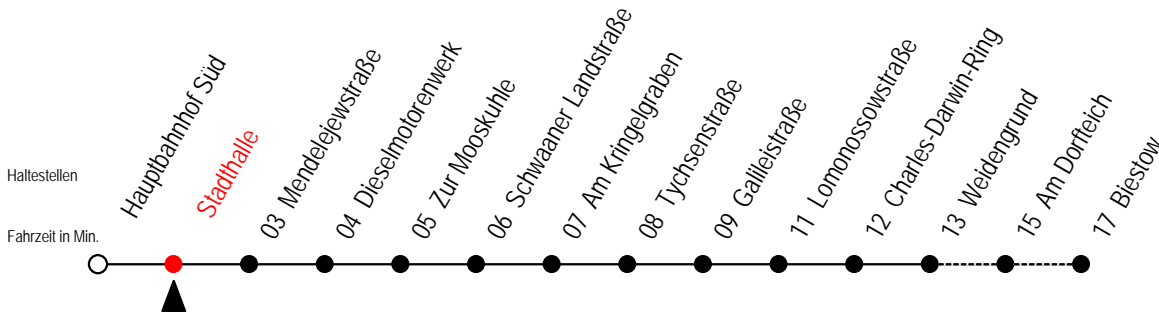 Haltestellen
Fahrzeit in Min.
Hauptbahnhof Süd
Stadthalle
03 Mendelejewstraße
04 Dieselmotorenwerk
05 Zur Mooskuhle
06 Schwaaner Landstraße
07 Am Kringelgraben
08 Tychsenstraße
09 Galileistraße
11 Lomonossowstraße
12 Charles-Darwin-Ring
13 Weidengrund
15 Am Dorfteich
17 Biestow